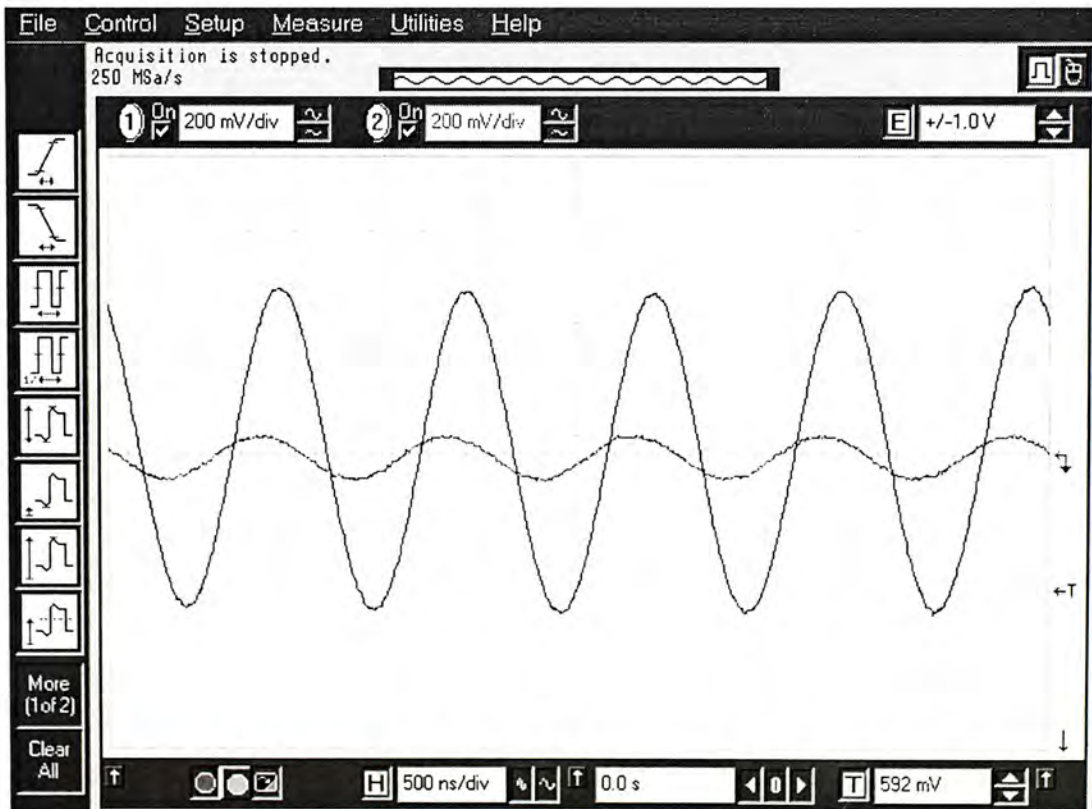 File Control Setup Measure Utilities Help
Acquisition is stopped.
250 MSa/s
1 On 200 mV/div 2 On 200 mV/div E +/-1.0 V
T
More
(1of 2)
Clear
All
H 500 ns/div 0.0 s 0 T 592 mV